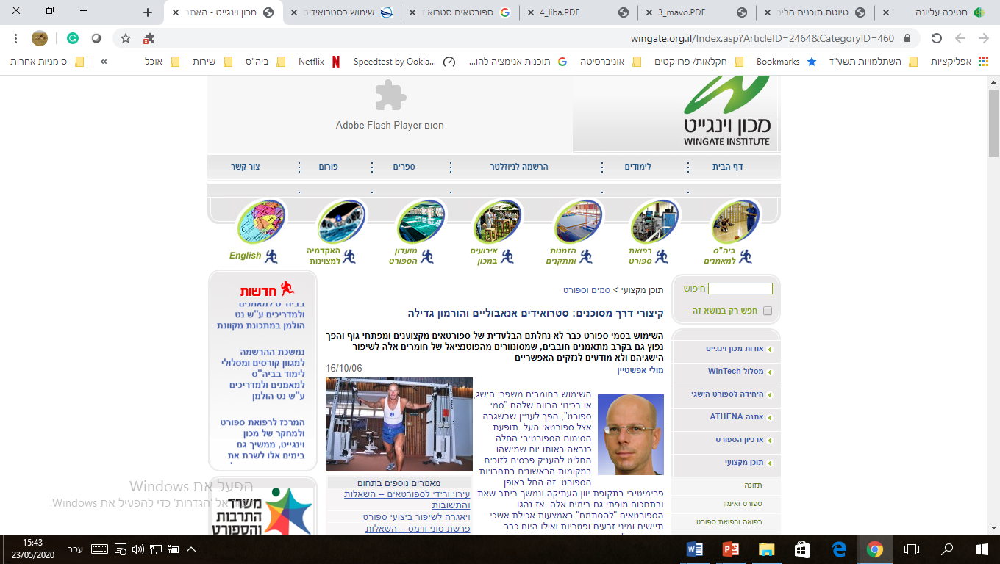 חטיבה עליונה
טיוטת תוכנית הליכ
3_mavo.PDF
4_liba.PDF
ספורטאים סטרואיד
שימוש בסטרואידים
מכון וינגייט - האתר
wingate.org.il/Index.asp?ArticleID=2464&CategoryID=460
אפליקציות
השתלמויות תשע"ד
Bookmarks
חקלאות/ פרויקטים
אוניברסיטה
תוכנות אנימציה להו...
Speedtest by Ookla...
Netflix
ביה"ס
שירות
אוכל
»
סימניות אחרות
מכון וינגייט
WINGATE INSTITUTE
Adobe Flash Player חסום
דף הבית
לימודים
הרשמה לניוזלטר
ספרים
פורום
צור קשר
ביה"ס
למאמנים
רפואת
ספורט
הזמנות
ומתקנים
אירועים
במכון
מועדון
הספורט
האקדמיה
למצוינות
English
חיפוש
חפש רק בנושא זה
אודות מכון וינגייט
מסלול WinTech
היחידה לספורט הישגי
אתנה ATHENA
ארכיון הספורט
תוכן מקצועי
תזונה
ספורט ואימון
רפואה ורפואת ספורט
תוכן מקצועי > סמים וספורט
קיצורי דרך מסוכנים: סטרואידים אנאבוליים והורמון גדילה
השימוש בסמי ספורט כבר לא נחלתם הבלעדית של ספורטאים מקצוענים ומפתחי גוף והפך
נפוץ גם בקרב מתאמנים חובבים, שמסונוורים מהפוטנציאל של חומרים אלה לשיפור
הישגיהם ולא מודעים לנזקים האפשריים
מולי אפשטיין
16/10/06
השימוש בחומרים משפרי הישג,
או בכינוי הרווח שלהם "סמי
ספורט", הפך לעניין שבשגרה
אצל ספורטאי העל. תופעת
הסימום הספורטיבי החלה
כנראה באותו יום שמישהו
החליט להעניק פרסים לזוכים
במקומות הראשונים בתחרויות
הספורט. זה החל באופן
פרימיטיבי בתקופת יוון העתיקה ונמשך ביתר שאת
ובתחכום מופתי גם בימים אלה. אז נהגו
הספורטאים "להסתמם" באמצעות אכילת אשכי
תיישים ומיני זרעים ופטריות ואילו היום כבר
מאמרים נוספים בתחום
עירוי ורידי לספורטאים – השאלות
והתשובות
ויאגרה לשיפור ביצועי ספורט
פרשת סוני ווימס - השאלות
חדשות
בביה"ס למאמנים
ולמדריכים ע"ש נט
הולמן במתכונת מקוונת
נמשכת ההרשמה
למגוון קורסים ומסלולי
לימוד בביה"ס
למאמנים ולמדריכים
ע"ש נט הולמן
המרכז לרפואת ספורט
ולמחקר של מכון
וינגייט, ממשיך גם
בימים אלו לשרת את
משרד
התרבות
והספורט
הפעל את Windows
אל 'הגדרות' כדי להפעיל את Windows.
עבר
15:43
23/05/2020